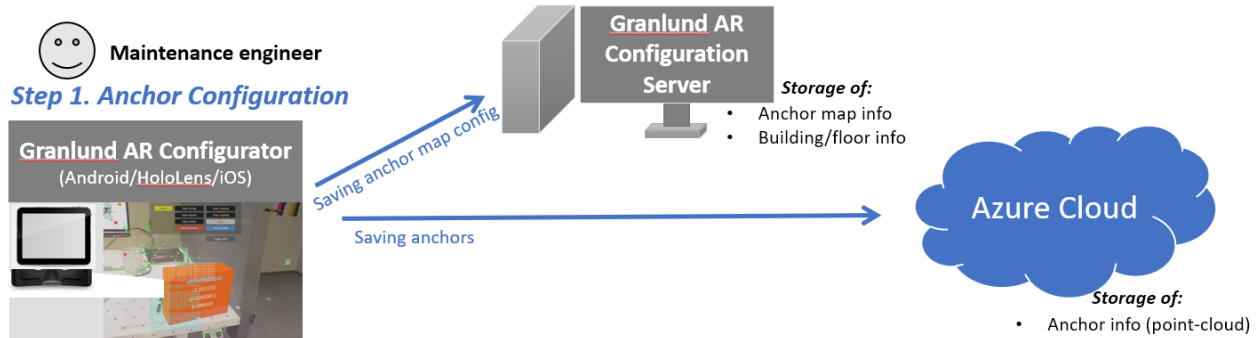 Maintenance engineer
Step 1. Anchor Configuration
Granlund AR Configurator
(Android/HoloLens/iOS)
Saving anchor map config
Saving anchors
Granlund AR
Configuration
Server
Storage of:
• Anchor map info
• Building/floor info
Azure Cloud
Storage of:
• Anchor info (point-cloud)